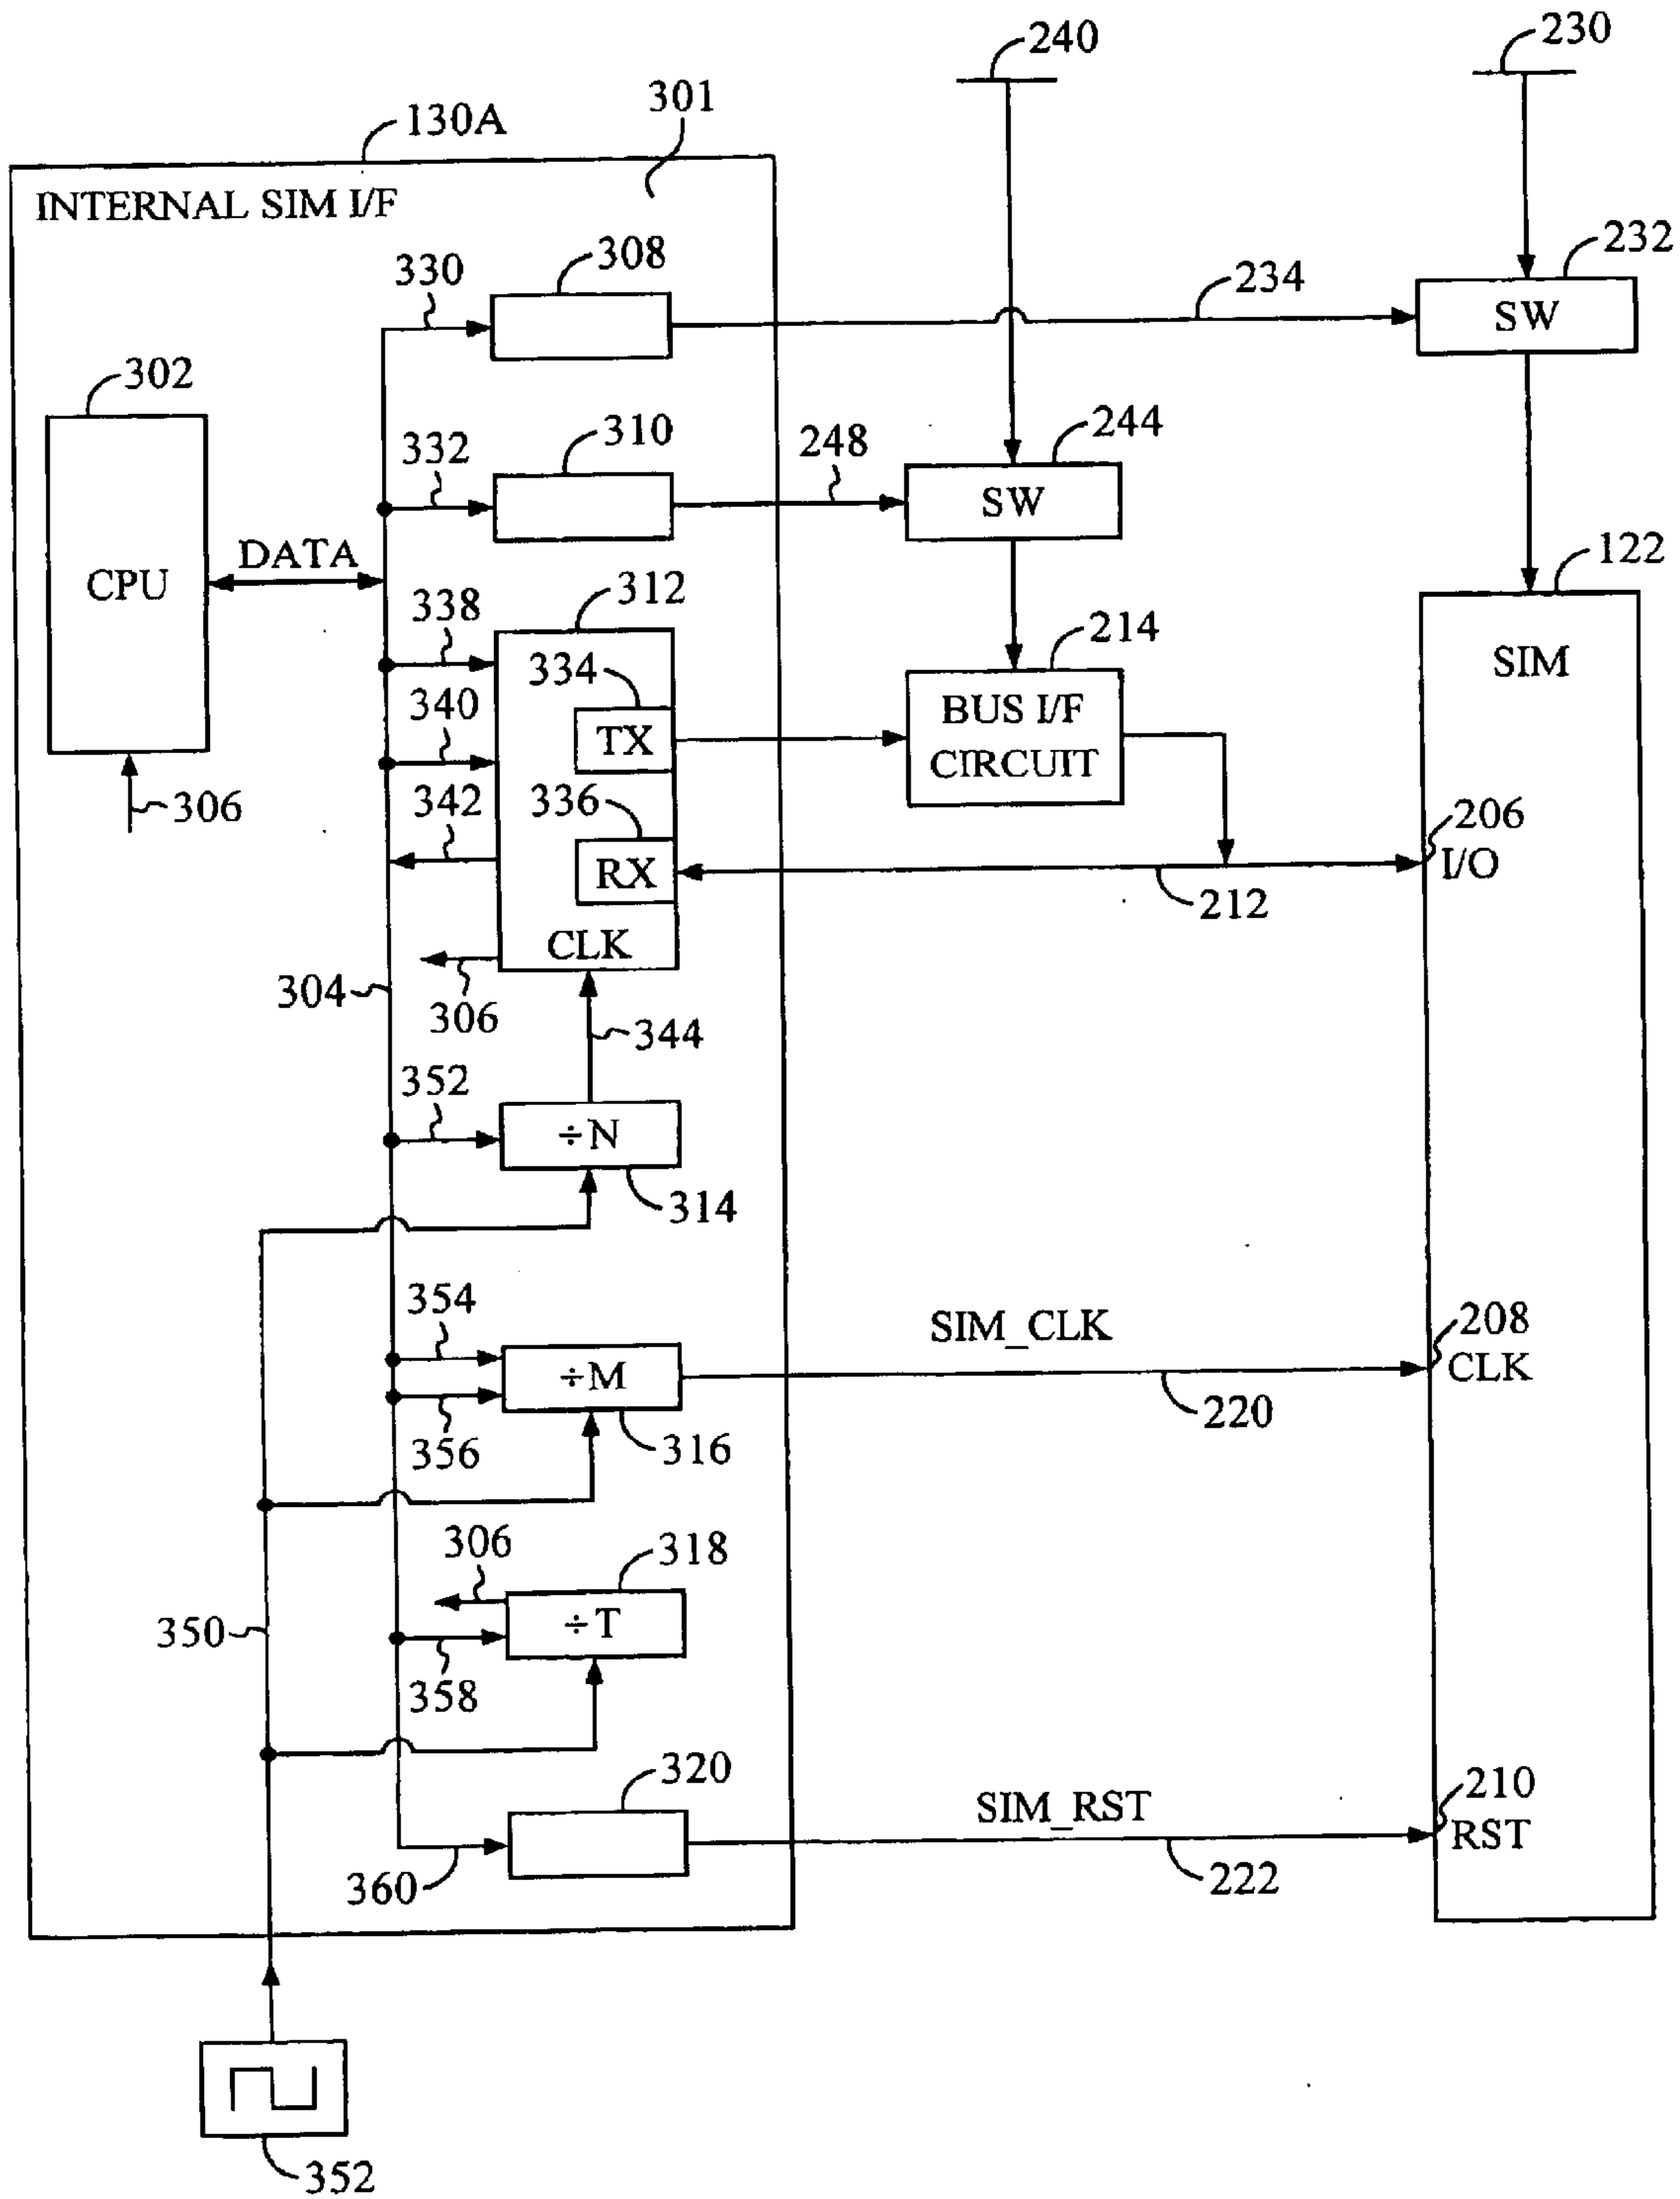 240
230
301
130A
INTERNAL SIM I/F
232
308
330
234
SW
302
310
244
332
248
SW
DATA
122
CPU
338
312
214
334
SIM
340
TX
BUS I/F
CIRCUIT
306
342
336
206
RX
I/O
212
CLK
304
306
344
352
÷N
314
354
SIM_CLK
208
÷M
CLK
356
316
220
306
318
350
÷T
358
320
SIM_RST
210
RST
360
222
352